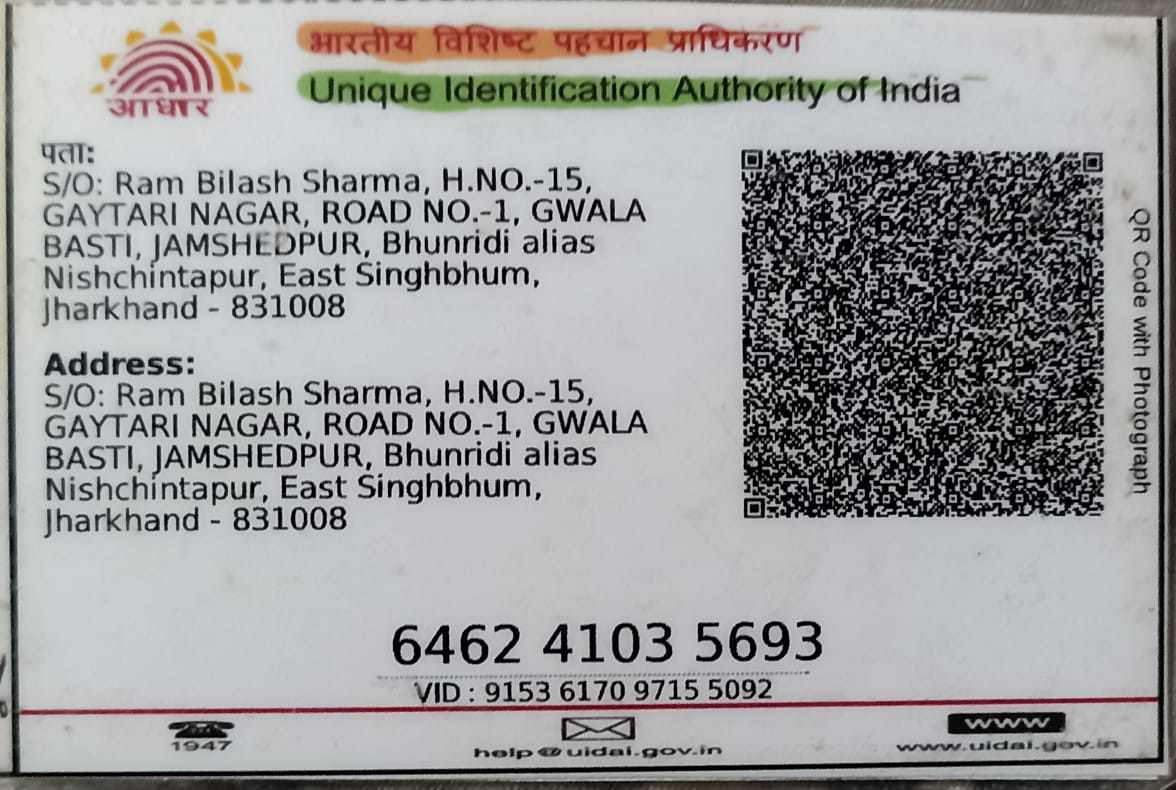 भारतीय विशिष्ट पहचान प्राधिकरण
Unique Identification Authority of India
आधार
पता:
S/O: Ram Bilash Sharma, H.NO.-15,
GAYTARI NAGAR, ROAD NO.-1, GWALA
BASTI, JAMSHEDPUR, Bhunridi alias
Nishchintapur, East Singhbhum,
Jharkhand - 831008
Address:
S/O: Ram Bilash Sharma, H.NO.-15,
GAYTARI NAGAR, ROAD NO.-1, GWALA
BASTI, JAMSHEDPUR, Bhunridi alias
Nishchintapur, East Singhbhum,
Jharkhand - 831008
QR Code with Photograph
6462 4103 5693
VID : 9153 6170 9715 5092
1947
help@uidai.gov.in
www
www.uidai.gov.in